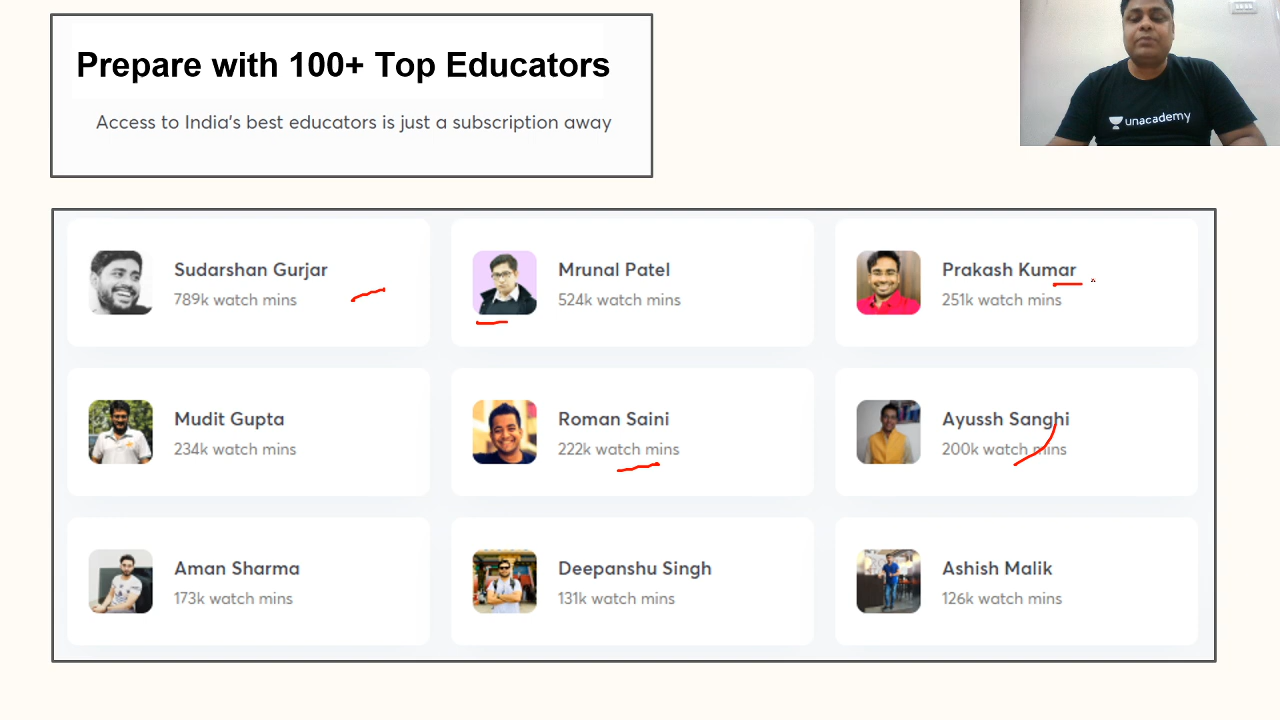 Prepare with 100+ Top Educators
Access to India's best educators is just a subscription away
unacademy
Sudarshan Gurjar
789k watch mins
Mrunal Patel
524k watch mins
Prakash Kumar
251k watch mins
Mudit Gupta
234k watch mins
Roman Saini
222k watch mins
Ayussh Sanghi
200k watch mins
Aman Sharma
173k watch mins
Deepanshu Singh
131k watch mins
Ashish Malik
126k watch mins